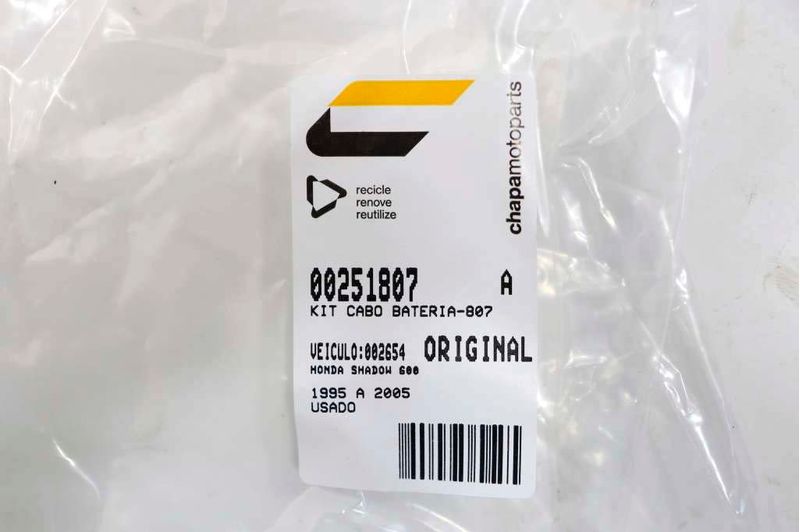 chapamotoparts
recicle
renove
reutilize
00251807 A
KIT CABO BATERIA-807
VEICULO:002654 ORIGINAL
HONDA SHADOW 600
1995 A 2005
USADO